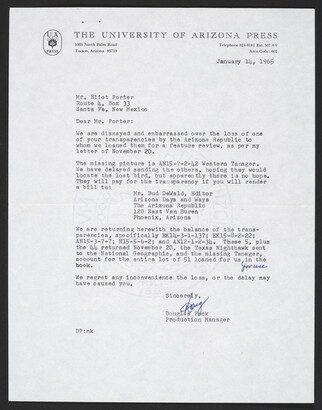 UA
PRESS
THE UNIVERSITY OF ARIZONA PRESS
Tucson, Arizona
January 14, 1965
Mr. Eliot Porter
Route 4, Box 33
Santa Fe, New Mexico
Dear Mr. Porter:
We are dismayed and embarrassed over the loss of one
of your transparencies by the Arizona Republic to
whom we loaned them for a feature review, as per my
letter of November 20.
The missing picture is AN15-7-2-42 Western Tanager.
We have delayed sending the others, hoping they would
locate the lost bird, but apparently there is no hope.
They will pay for the transparency if you will render
a bill to:
Mr. Bud DeWald, Editor
Arizona Days and Ways
The Arizona Republic
120 East Van Buren
Phoenix, Arizona
We are returning herewith the balance of the trans-
parencies, specifically EK14-3-1-137; EK15-8-2-22;
AN15-3-7-7; H15-5-6-2; and AN12-1-2-34. These 5, plus
the 44 returned November 20, the Texas Nighthawk sent
to the National Geographic, and the missing Tanager,
account for the entire lot of 51 loaned for use in the
book.
We regret any inconvenience the loss, or the delay may
have caused you.
Sincerely,
Doug
Douglas Peck
Production Manager
DP:mk